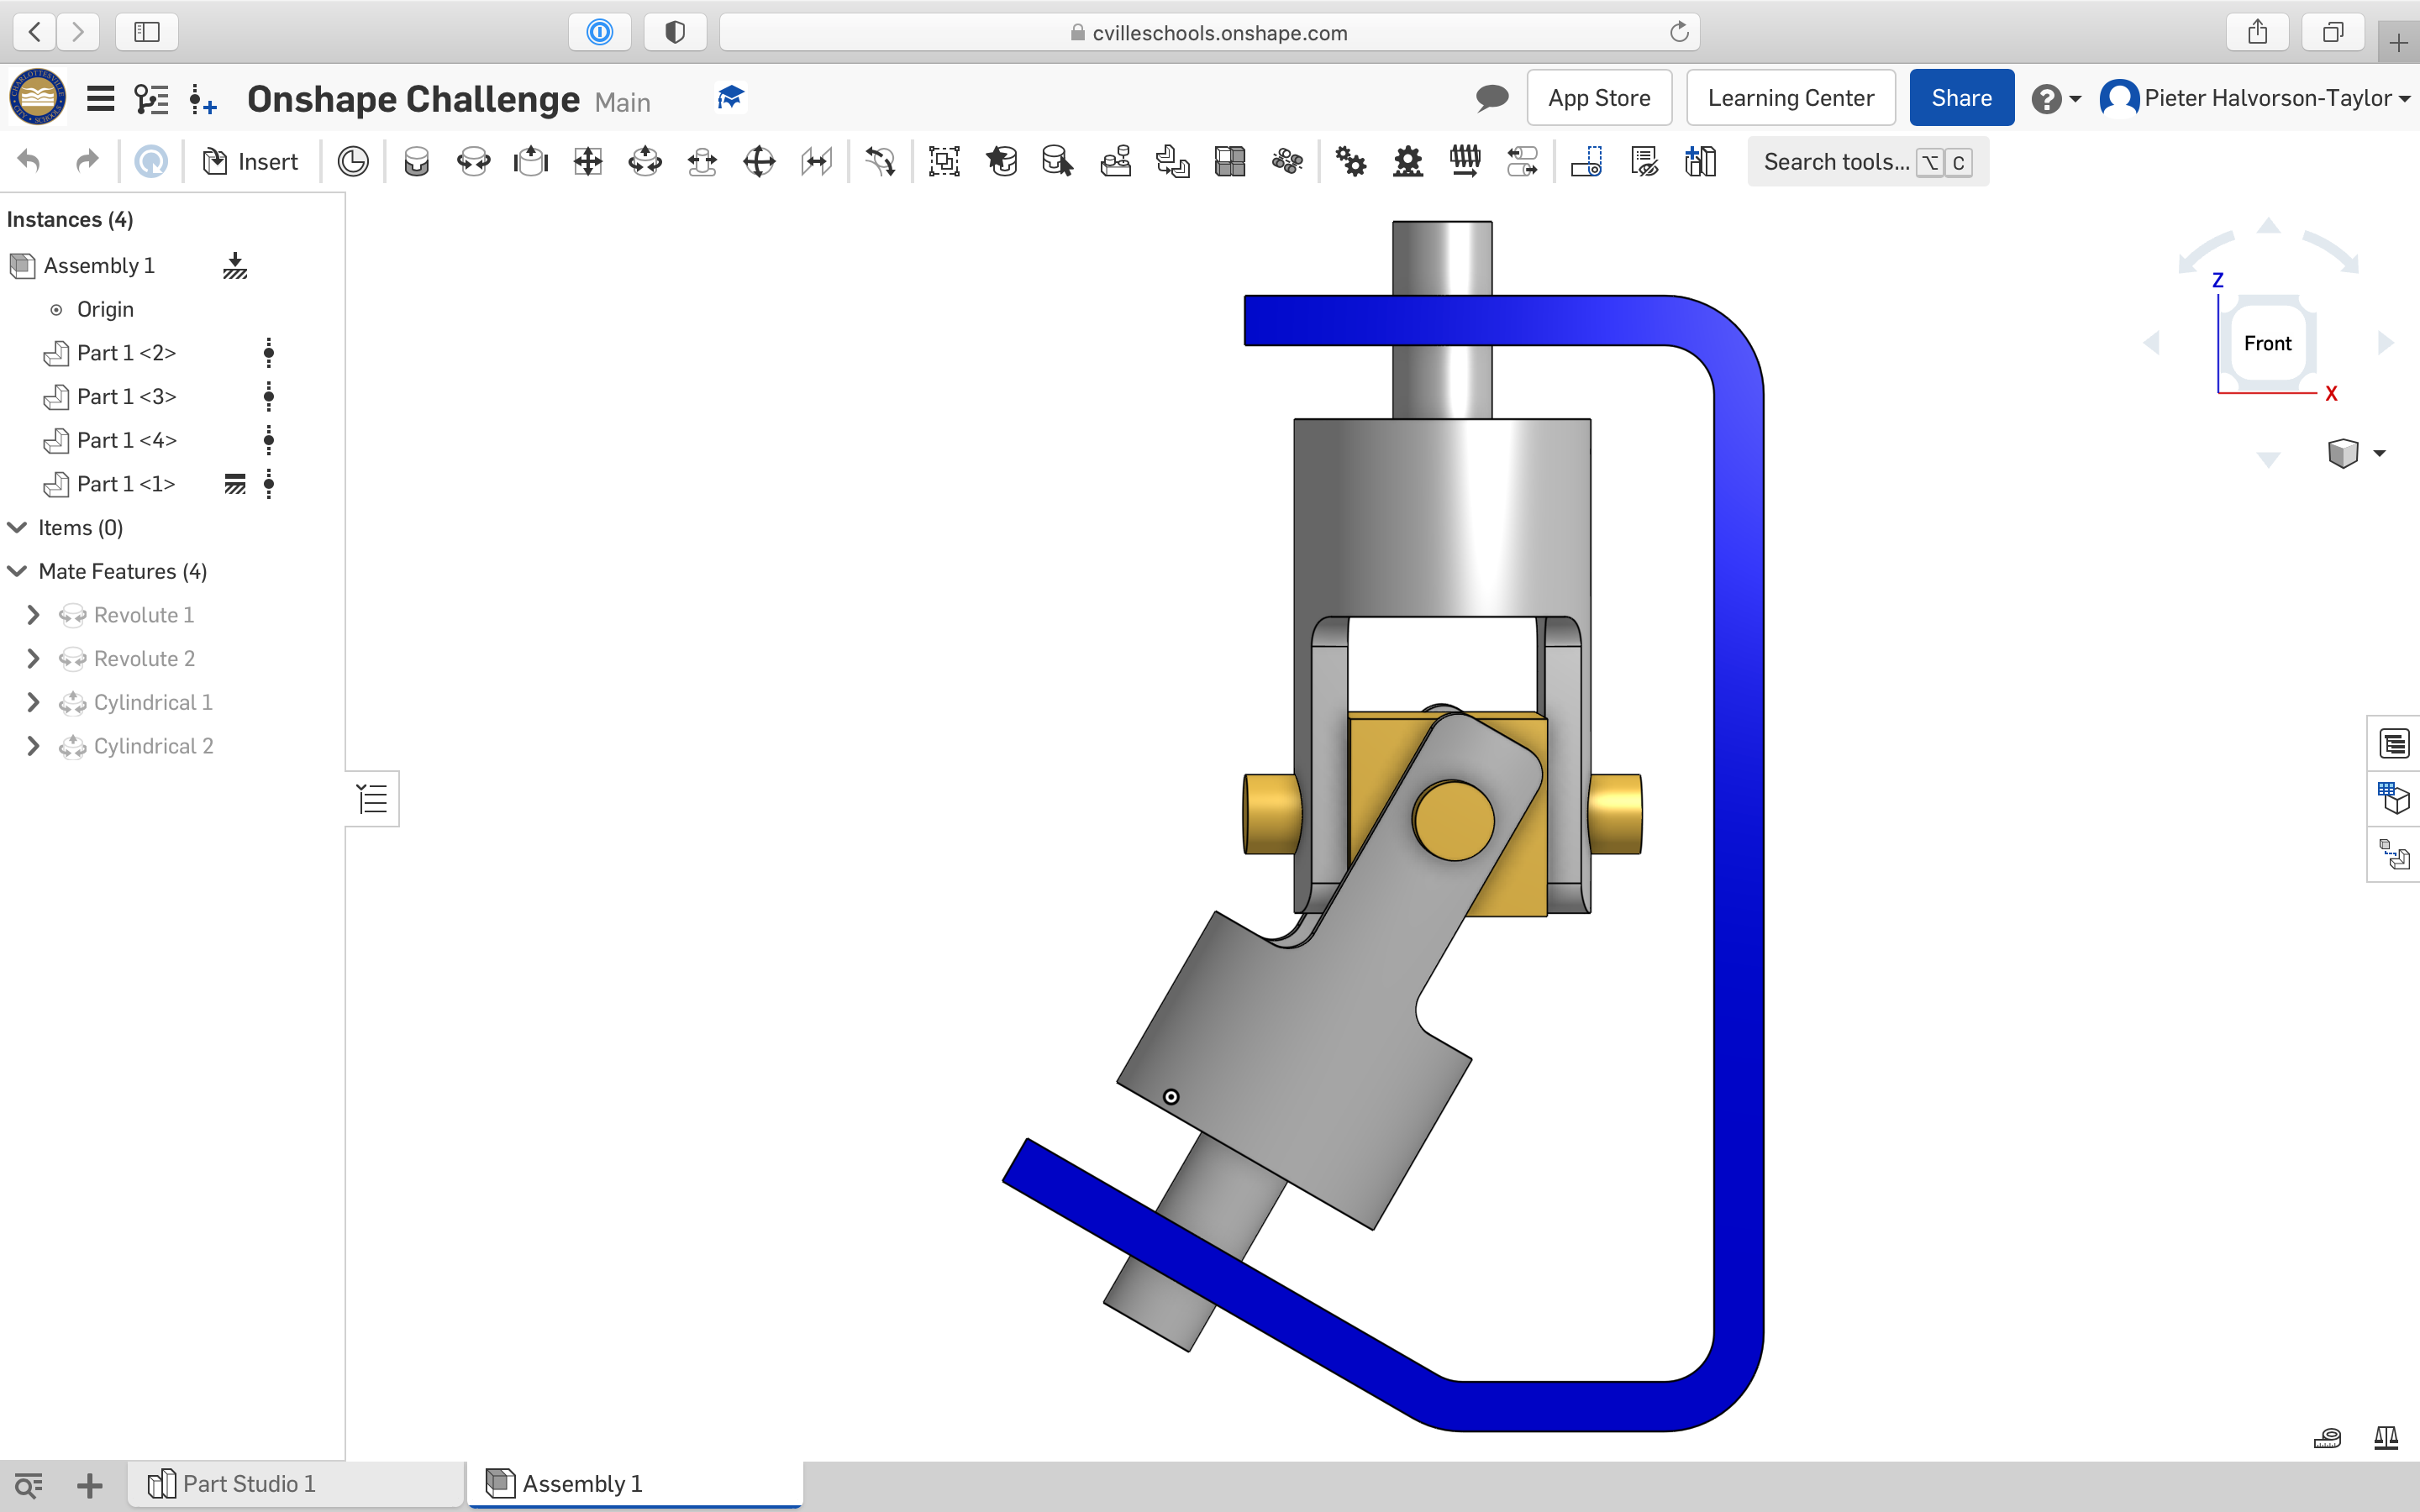 cvilleschools.onshape.com
Onshape Challenge Main
App Store
Learning Center
Share
Pieter Halvorson-Taylor
Insert
Search tools... ⌥ C
Instances (4)
Assembly 1
Origin
Part 1 <2>
Part 1 <3>
Part 1 <4>
Part 1 <1>
Items (0)
Mate Features (4)
Revolute 1
Revolute 2
Cylindrical 1
Cylindrical 2
Z
Front
X
Part Studio 1
Assembly 1